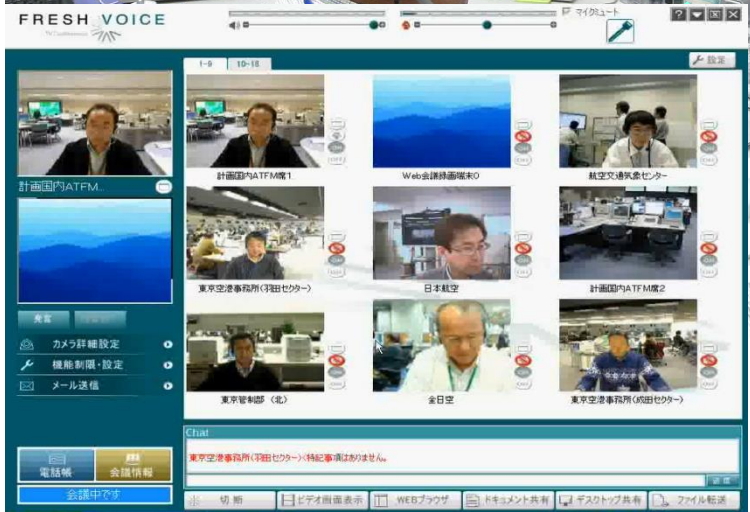 FRESH VOICE
マイクミュート
1-9
10-18
設定
計画国内ATFM席1
Web会議録画端末0
航空交通気象センター
計画国内ATFM...
東京空港事務所(羽田セクター)
日本航空
計画国内ATFM席2
発言
カメラ詳細設定
機能制限・設定
メール送信
東京管制部 (北)
全日空
東京空港事務所(成田セクター)
Chat
東京空港事務所(羽田セクター)<特記事項はありません。
電話帳
会議情報
送信
会議中です
切断
ビデオ画面表示
WEBブラウザ
ドキュメント共有
デスクトップ共有
ファイル転送